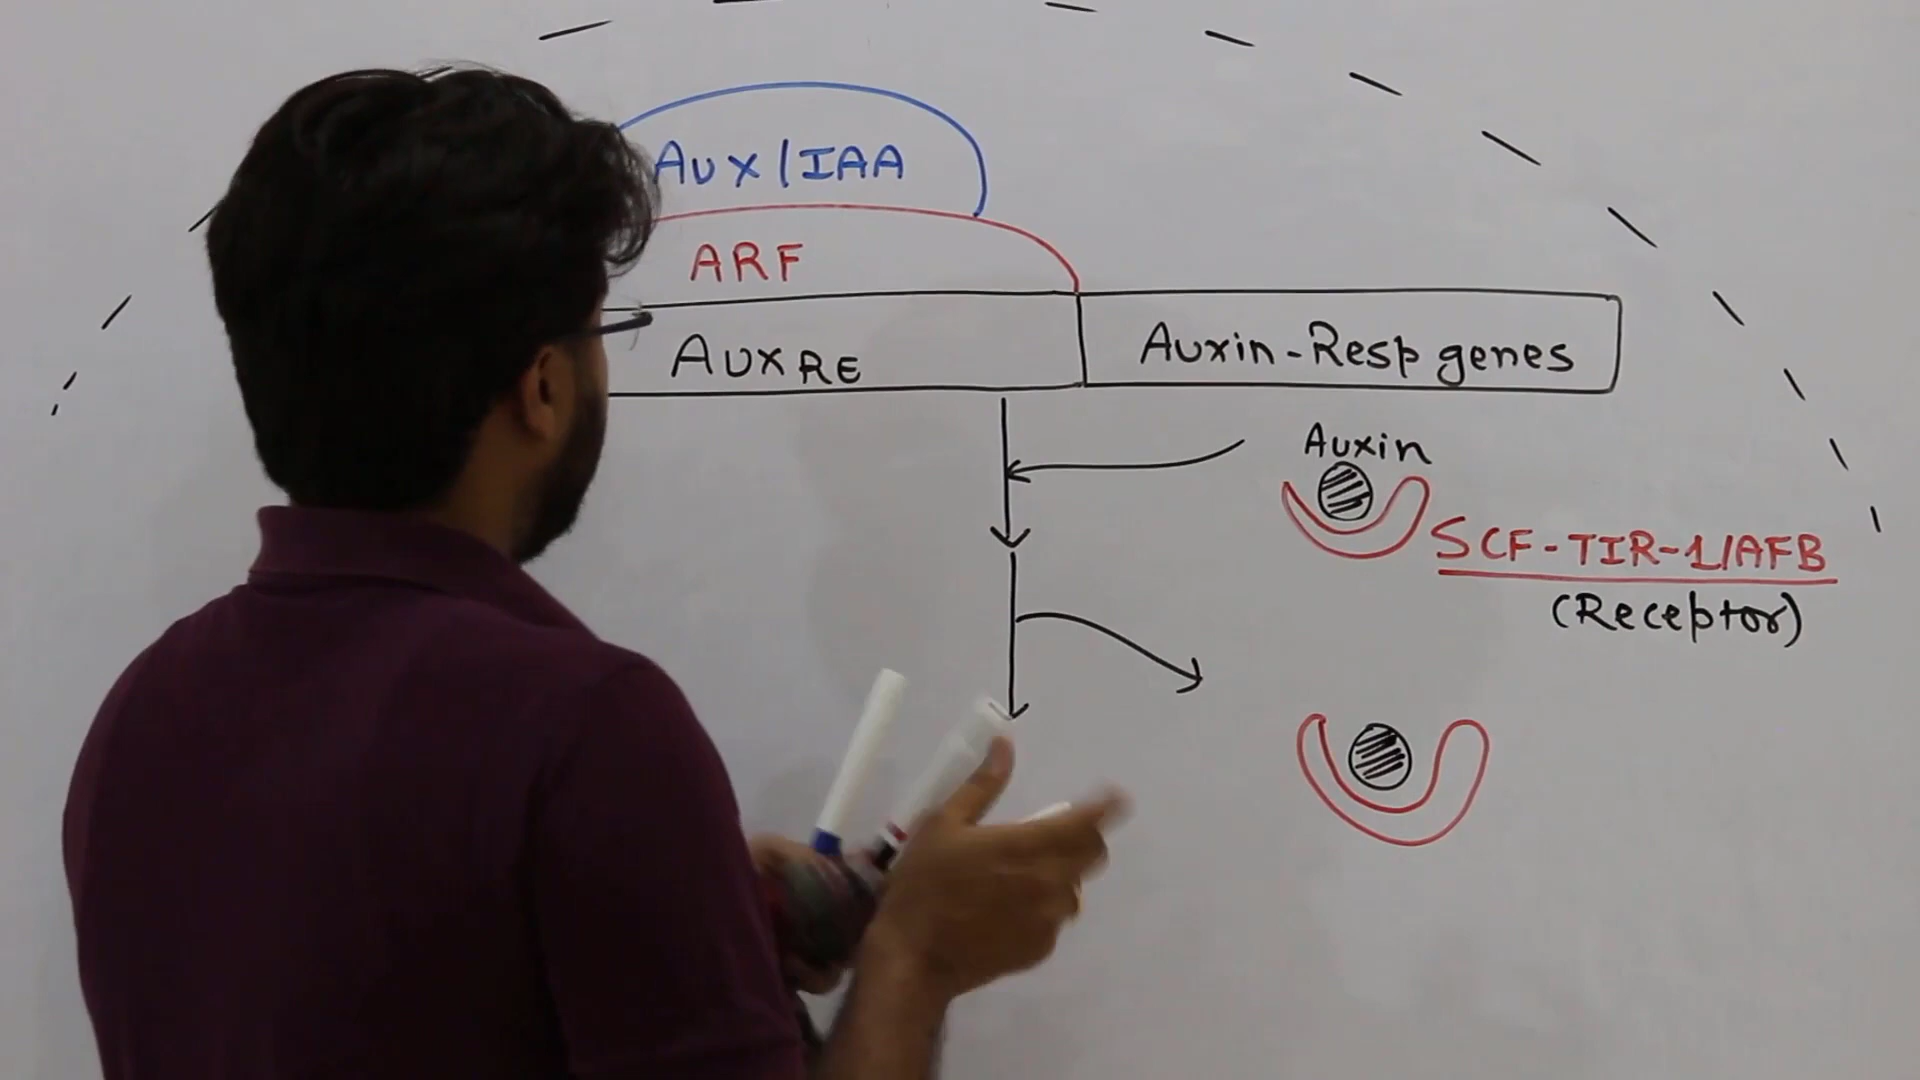 Aux/IAA
ARF
AuxRE
Auxin-Resp genes
Auxin
SCF-TIR-1/AFB
(Receptor)